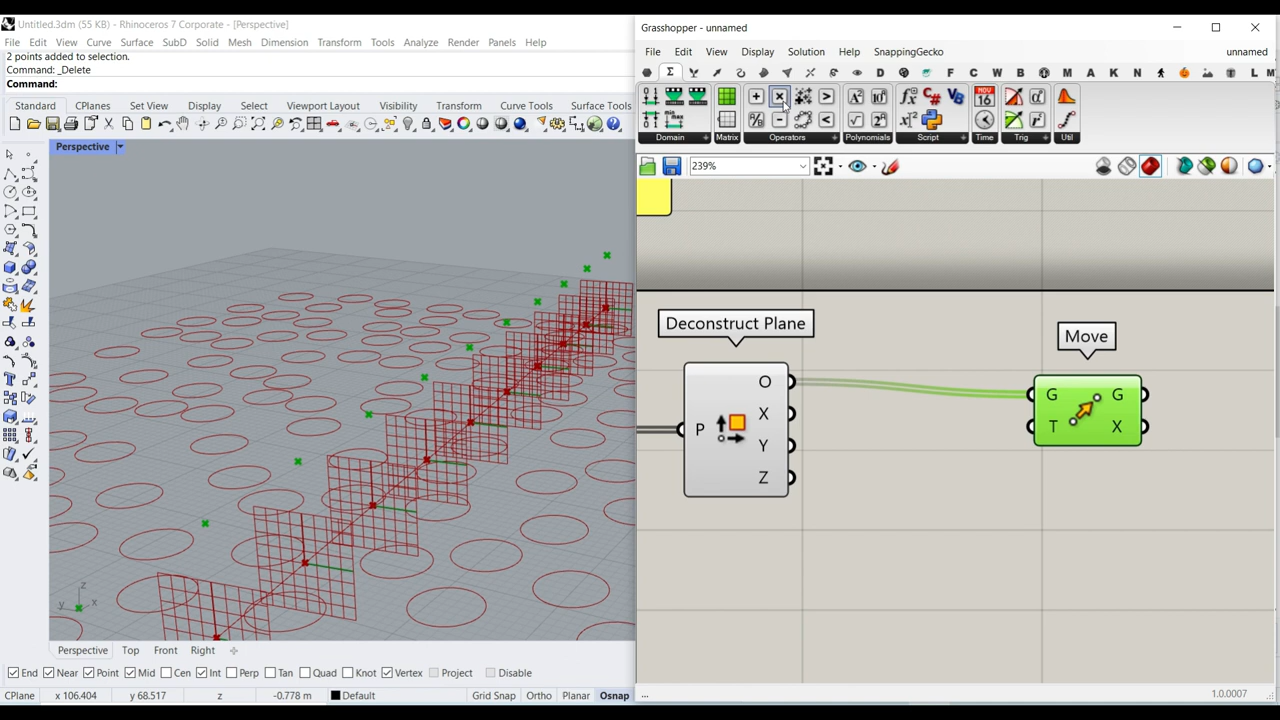 Untitled.3dm (55 KB) - Rhinoceros 7 Corporate - [Perspective]
File Edit View Curve Surface SubD Solid Mesh Dimension Transform Tools Analyze Render Panels Help
2 points added to selection.
Command: _Delete
Command:
Standard CPlanes Set View Display Select Viewport Layout Visibility Transform Curve Tools Surface Tools
Perspective
z
y x
Perspective Top Front Right
End Near Point Mid Cen Int Perp Tan Quad Knot Vertex Project Disable
CPlane x 106.404 y 68.517 z -0.778 m Default Grid Snap Ortho Planar Osnap
Grasshopper - unnamed
File Edit View Display Solution Help SnappingGecko unnamed
Σ D F C W B M A K N L M
Domain Matrix Operators Polynomials Script Time Trig Util
239%
Deconstruct Plane
Move
P O X Y Z
G T G X
... 1.0.0007